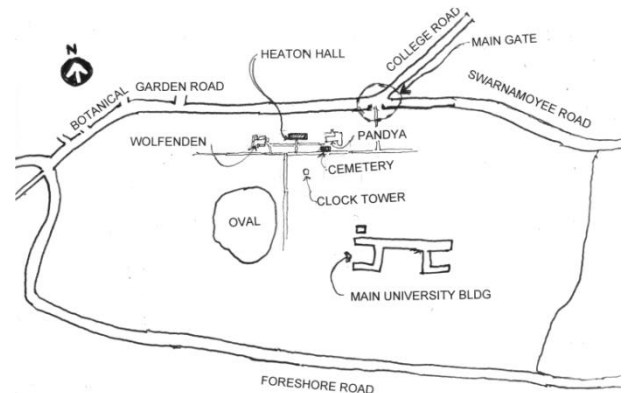 N
HEATON HALL
COLLEGE ROAD
MAIN GATE
BOTANICAL
GARDEN ROAD
SWARNAMOYEE ROAD
WOLFENDEN
PANDYA
CEMETERY
CLOCK TOWER
OVAL
MAIN UNIVERSITY BLDG
FORESHORE ROAD